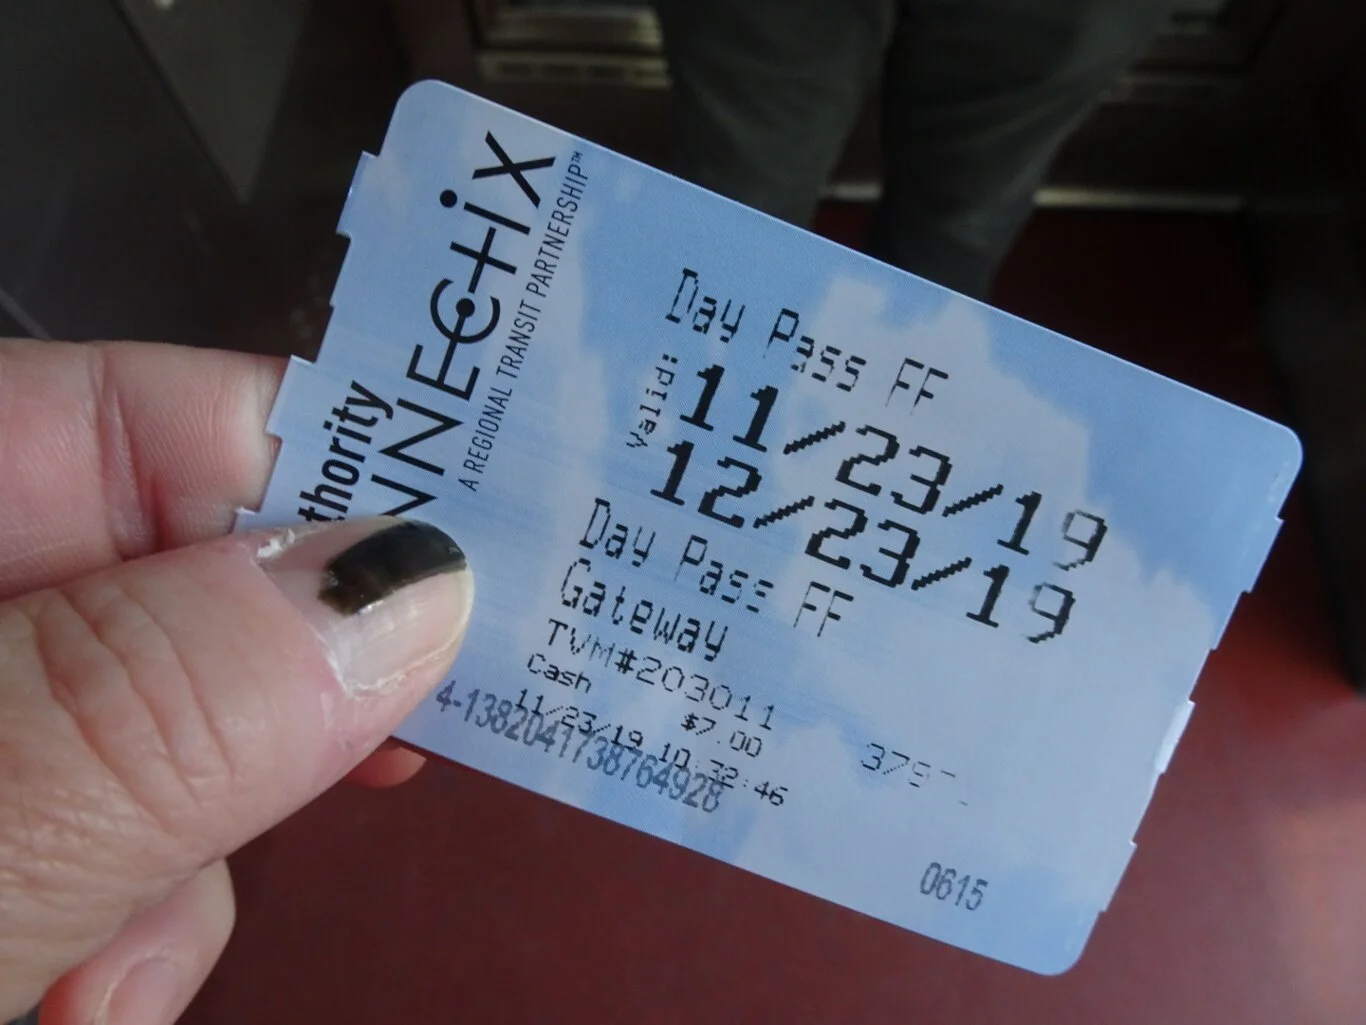 thority
NNECtiX
A REGIONAL TRANSIT PARTNERSHIP™
Day Pass FF
Valid:
11/23/19
12/23/19
Day Pass FF
Gateway
TVM#203011
Cash $7.00
11/23/19 10:32:46
4-1382041738764928
0615